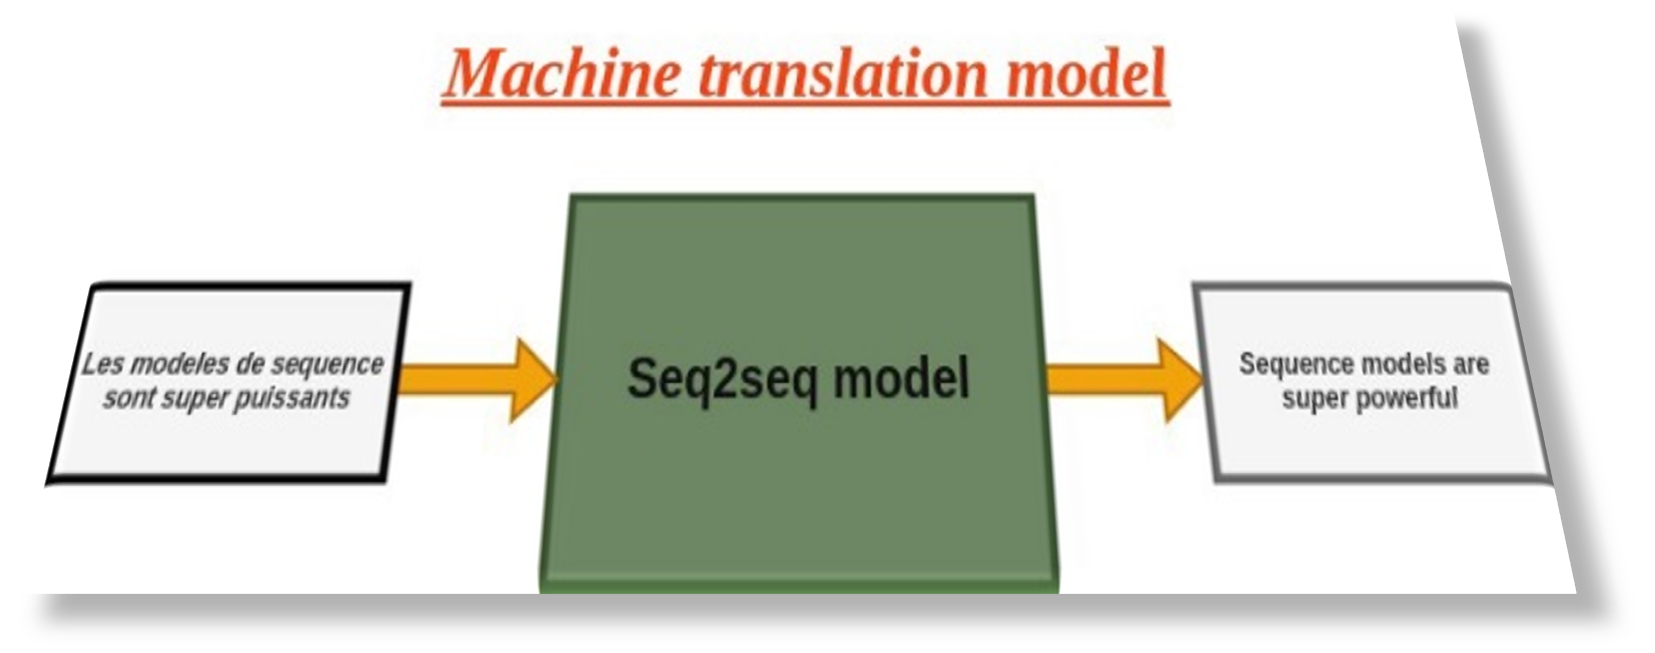 Machine translation model
Les modeles de sequence
sont super puissants
Seq2seq model
Sequence models are
super powerful